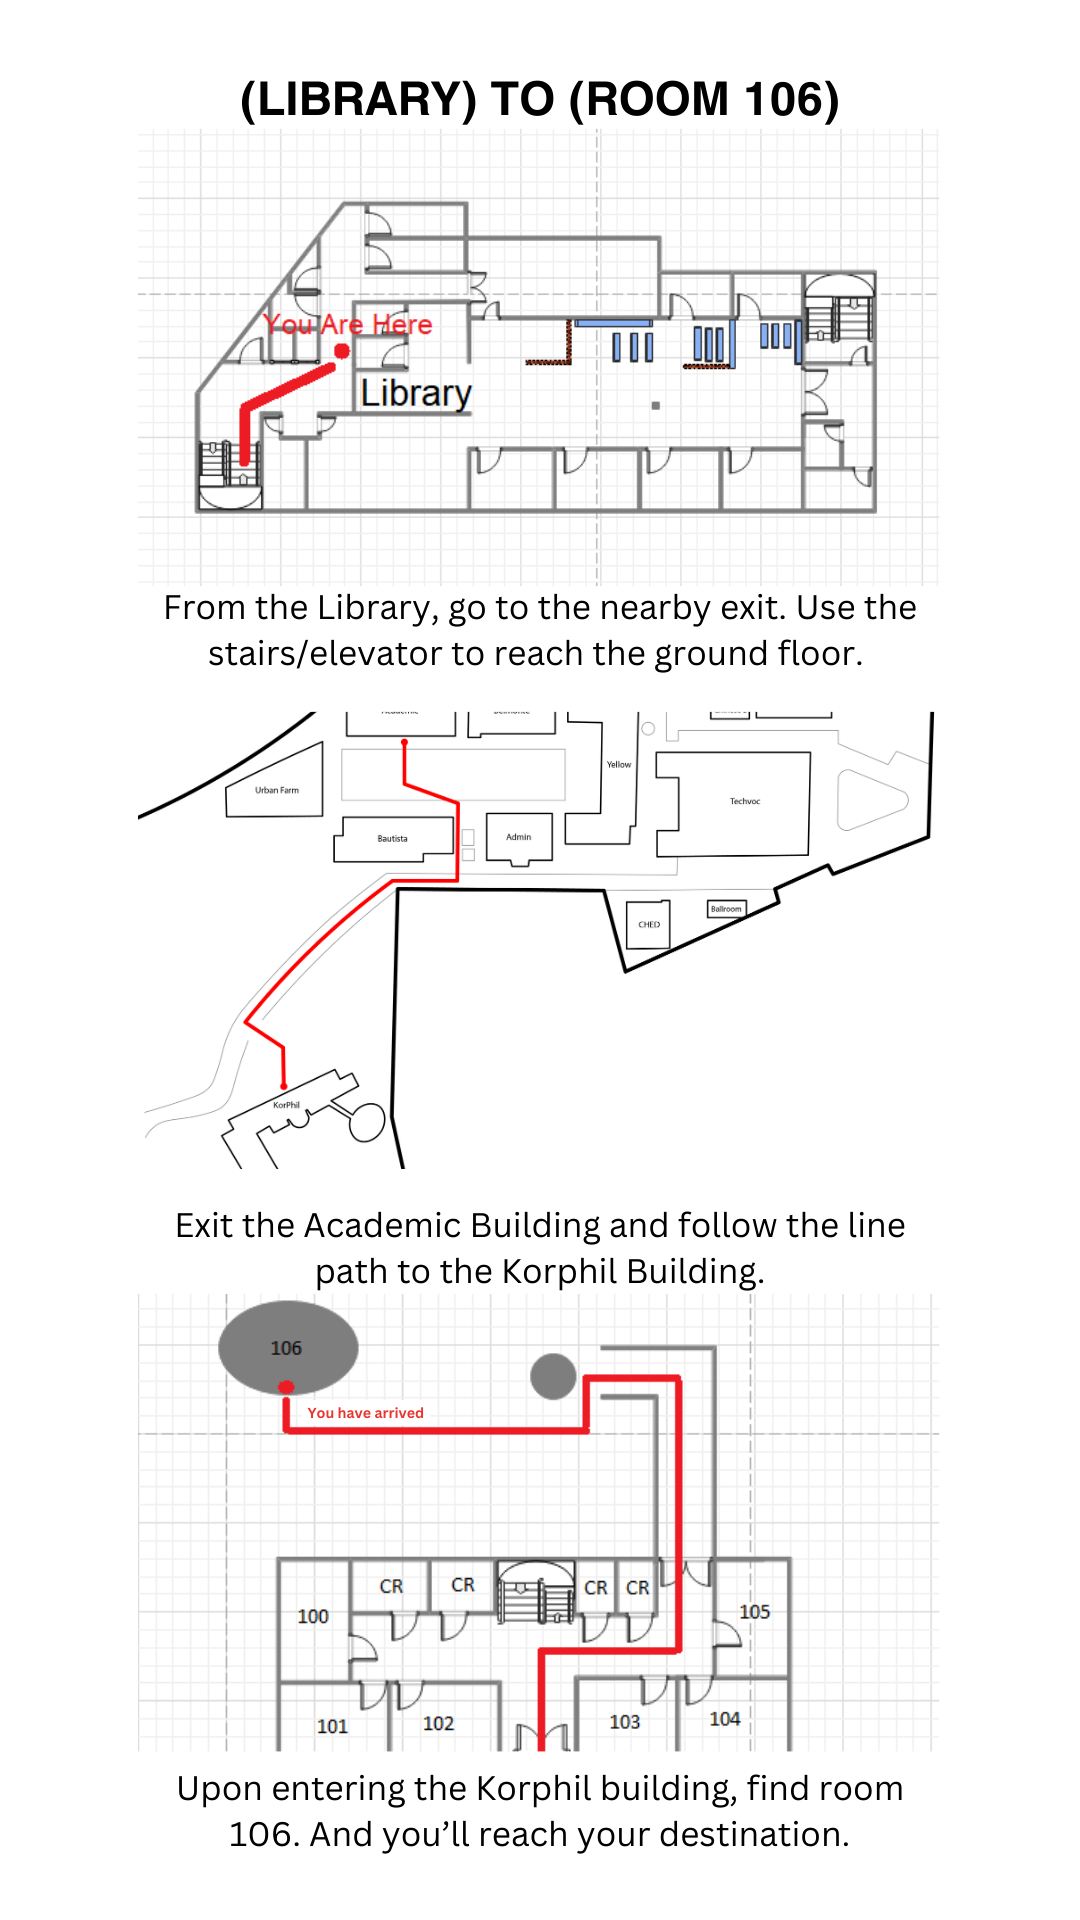 (LIBRARY) TO (ROOM 106)
You Are Here
Library
From the Library, go to the nearby exit. Use the
stairs/elevator to reach the ground floor.
Urban Farm
Yellow
Techvoc
Bautista
Admin
CHED
Ballroom
KorPhil
Exit the Academic Building and follow the line
path to the Korphil Building.
106
You have arrived
CR
CR
CR
CR
100
105
101
102
103
104
Upon entering the Korphil building, find room
106. And you'll reach your destination.